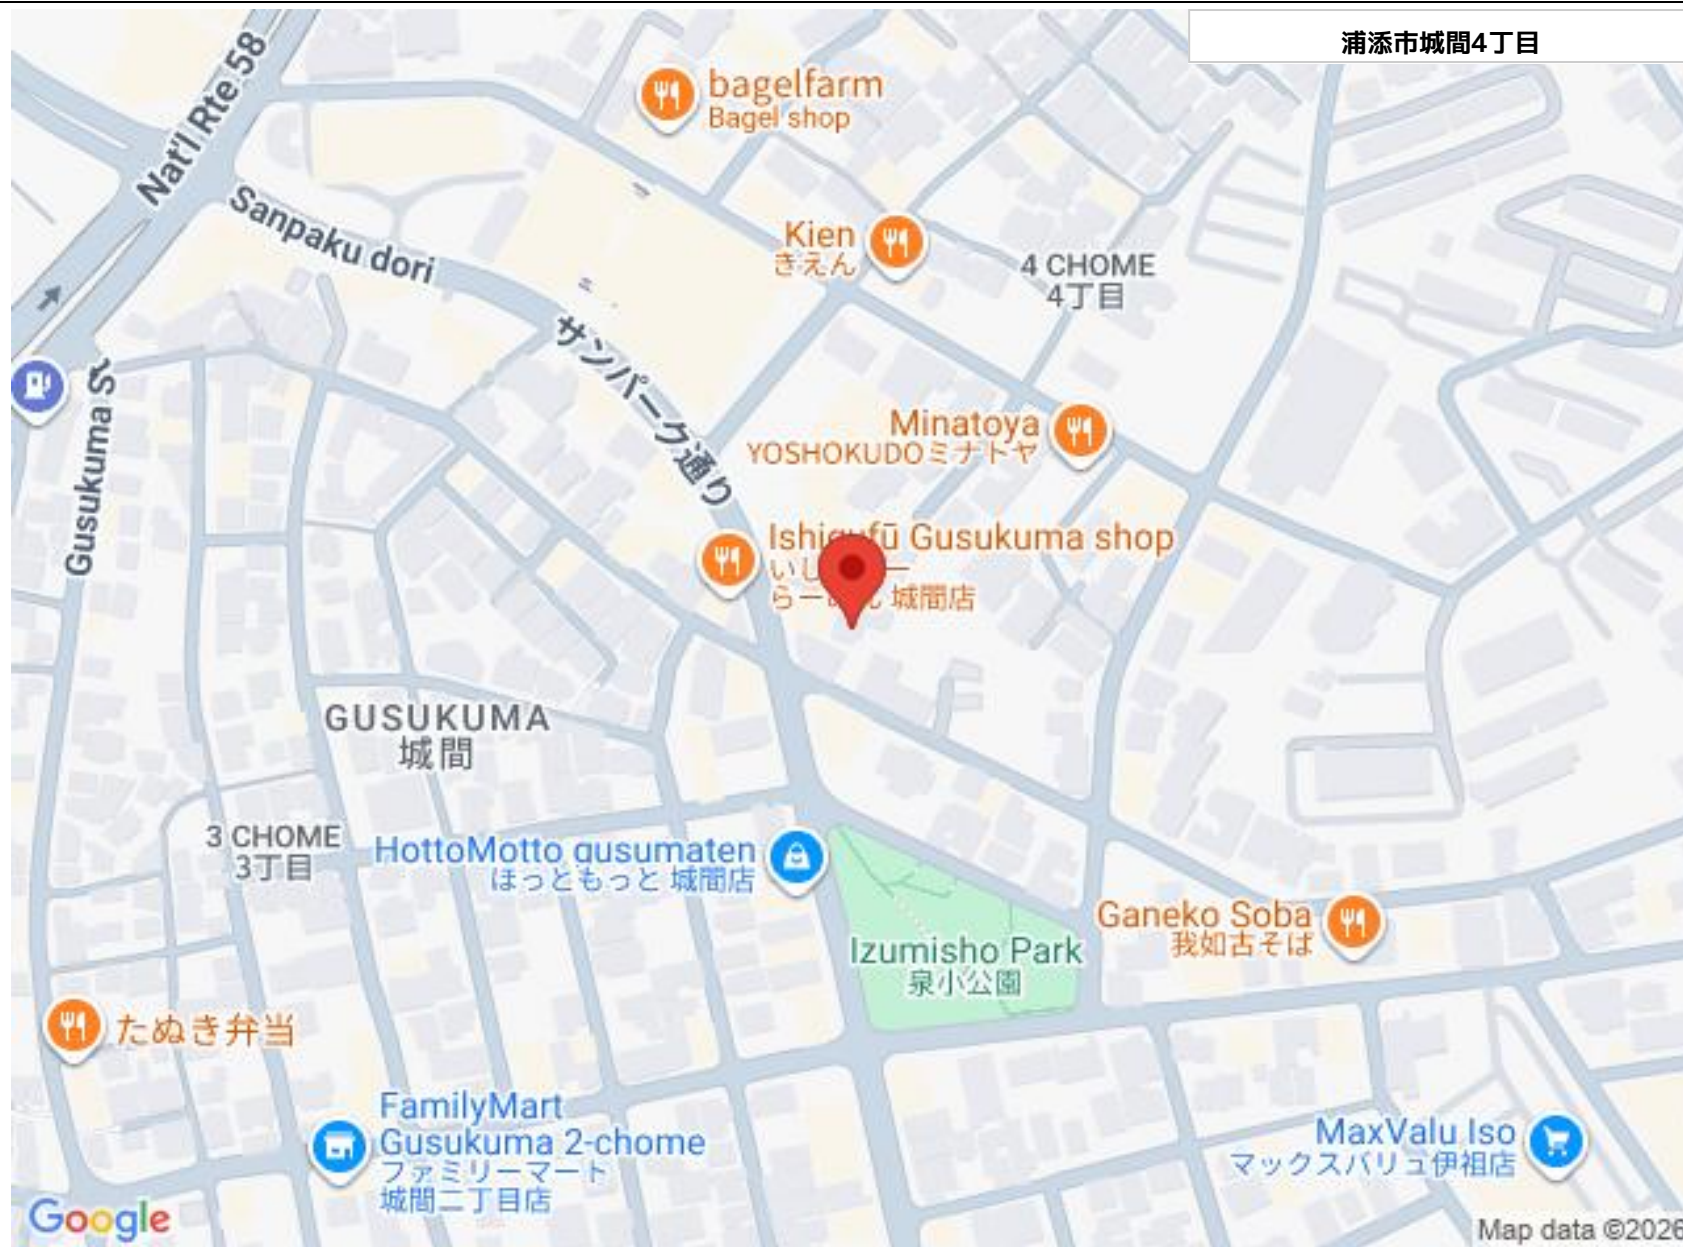 浦添市城間4丁目
Nat'l Rte 58
bagelfarm
Bagel shop
Sanpaku dori
Kien
きえん
4 CHOME
4丁目
サンパーク通り
Gusukuma St
Minatoya
YOSHOKUDOミナトヤ
Gusukuma shop
城間店
GUSUKUMA
城間
3 CHOME
3丁目
HottoMotto gusumaten
ほっともっと 城間店
Ganeko Soba
我如古そば
Izumisho Park
泉小公園
たぬき弁当
FamilyMart
Gusukuma 2-chome
ファミリーマート
城間二丁目店
MaxValu Iso
マックスバリュ伊祖店
Google
Map data ©2026